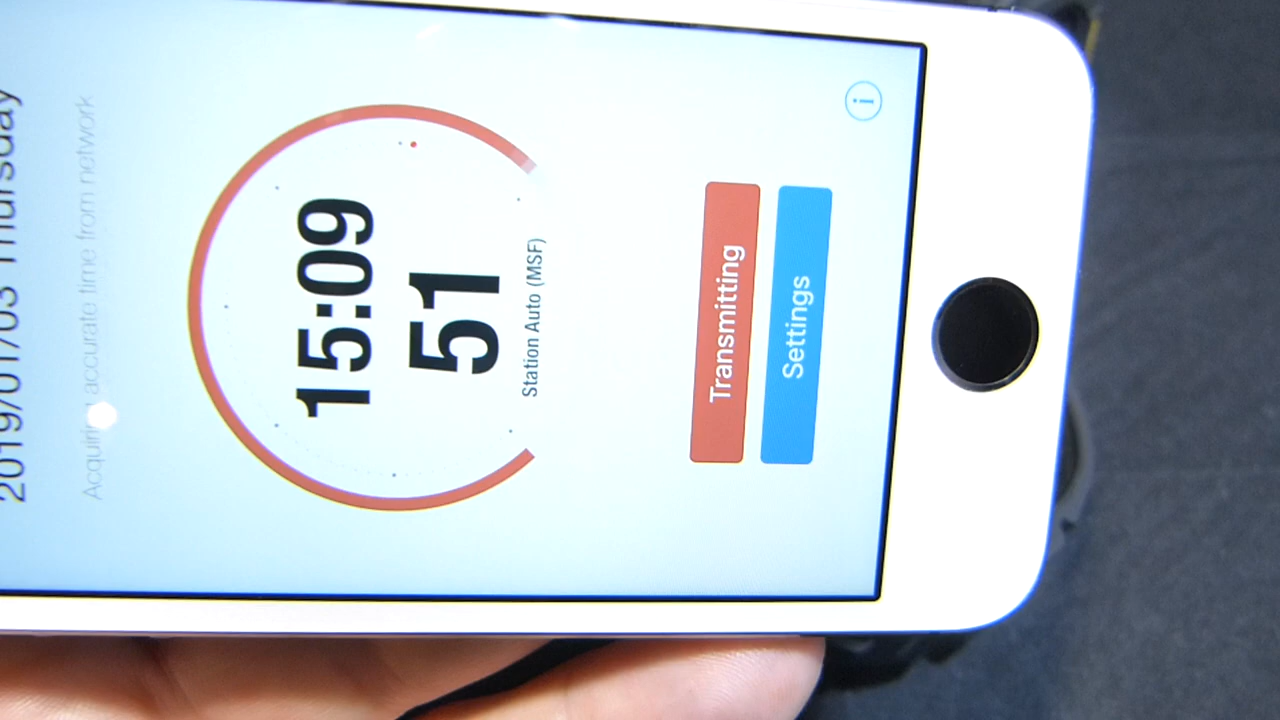 2019/01/03 Thursday
Acquiring accurate time from network
15:09
51
Station Auto (MSF)
Transmitting
Settings
i